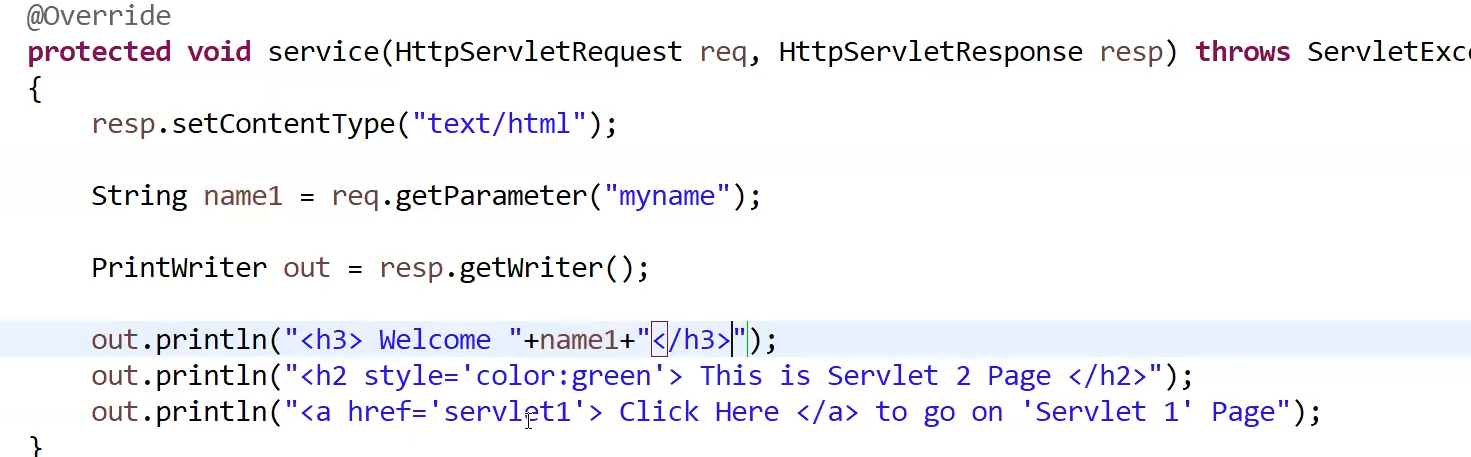 @Override
protected void service(HttpServletRequest req, HttpServletResponse resp) throws
{
resp.setContentType("text/html");
String name1 = req.getParameter("myname");
PrintWriter out = resp.getWriter();
out.println("<h3> Welcome "+name1+"</h3>");
out.println("<h2 style='color:green'> This is Servlet 2 Page </h2>");
out.println("<a href='servlet1'> Click Here </a> to go on 'Servlet 1' Page");
}